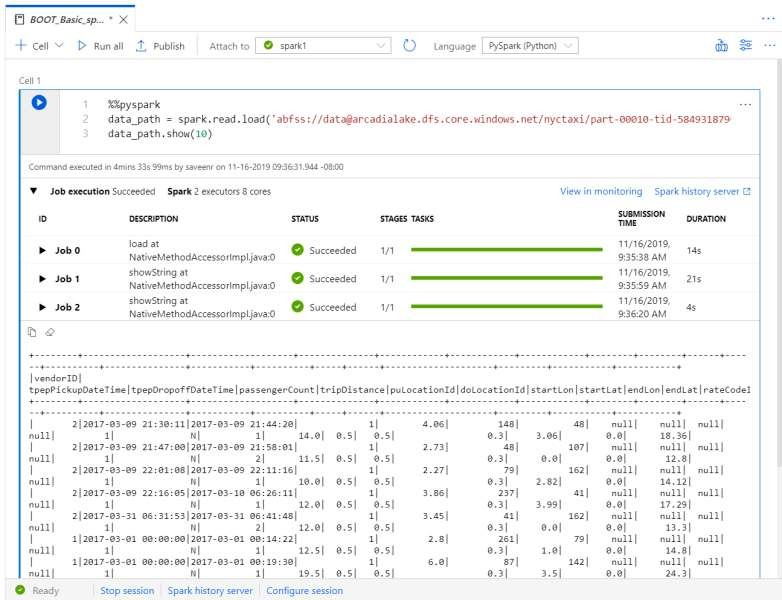 BOOT_Basic_sp... *
Cell Run all Publish Attach to spark1 Language PySpark (Python)
Cell 1
1 %%pyspark
2 data_path = spark.read.load('abfss://data@arcadialake.dfs.core.windows.net/nyctaxi/part-00010-tid-584931879
3 data_path.show(10)
Command executed in 4mins 33s 99ms by saveenr on 11-16-2019 09:36:31.944 -08:00
Job execution Succeeded Spark 2 executors 8 cores View in monitoring Spark history server
ID DESCRIPTION STATUS STAGES TASKS SUBMISSION TIME DURATION
Job 0 load at NativeMethodAccessorImpl.java:0 Succeeded 1/1 11/16/2019, 9:35:38 AM 14s
Job 1 showString at NativeMethodAccessorImpl.java:0 Succeeded 1/1 11/16/2019, 9:35:59 AM 21s
Job 2 showString at NativeMethodAccessorImpl.java:0 Succeeded 1/1 11/16/2019, 9:36:20 AM 4s
|vendorID|
tpepPickupDateTime|tpepDropoffDateTime|passengerCount|tripDistance|puLocationId|doLocationId|startLon|startLat|endLon|endLat|rateCodeI
| 2|2017-03-09 21:30:11|2017-03-09 21:44:20| 1| 4.06| 148| 48| null| null| null|
null| 1| N| 1| 14.0| 0.5| 0.5| 0.3| 3.06| 0.0| 18.36|
| 2|2017-03-09 21:47:00|2017-03-09 21:58:01| 1| 2.73| 48| 107| null| null| null|
null| 1| N| 2| 11.5| 0.5| 0.5| 0.3| 0.0| 0.0| 12.8|
| 2|2017-03-09 22:01:08|2017-03-09 22:11:16| 1| 2.27| 79| 162| null| null| null|
null| 1| N| 1| 10.0| 0.5| 0.5| 0.3| 2.82| 0.0| 14.12|
| 2|2017-03-09 22:16:05|2017-03-10 06:26:11| 1| 3.86| 237| 41| null| null| null|
null| 1| N| 1| 12.0| 0.5| 0.5| 0.3| 3.99| 0.0| 17.29|
| 2|2017-03-31 06:31:53|2017-03-31 06:41:48| 1| 3.45| 41| 162| null| null| null|
null| 1| N| 2| 12.0| 0.5| 0.5| 0.3| 0.0| 0.0| 13.3|
| 1|2017-03-01 00:00:00|2017-03-01 00:14:22| 1| 2.8| 261| 79| null| null| null|
null| 1| N| 1| 12.5| 0.5| 0.5| 0.3| 1.0| 0.0| 14.8|
| 1|2017-03-01 00:00:00|2017-03-01 00:19:30| 1| 6.0| 87| 142| null| null| null|
null| 1| N| 1| 19.5| 0.5| 0.5| 0.3| 3.5| 0.0| 24.3|
Ready Stop session Spark history server Configure session